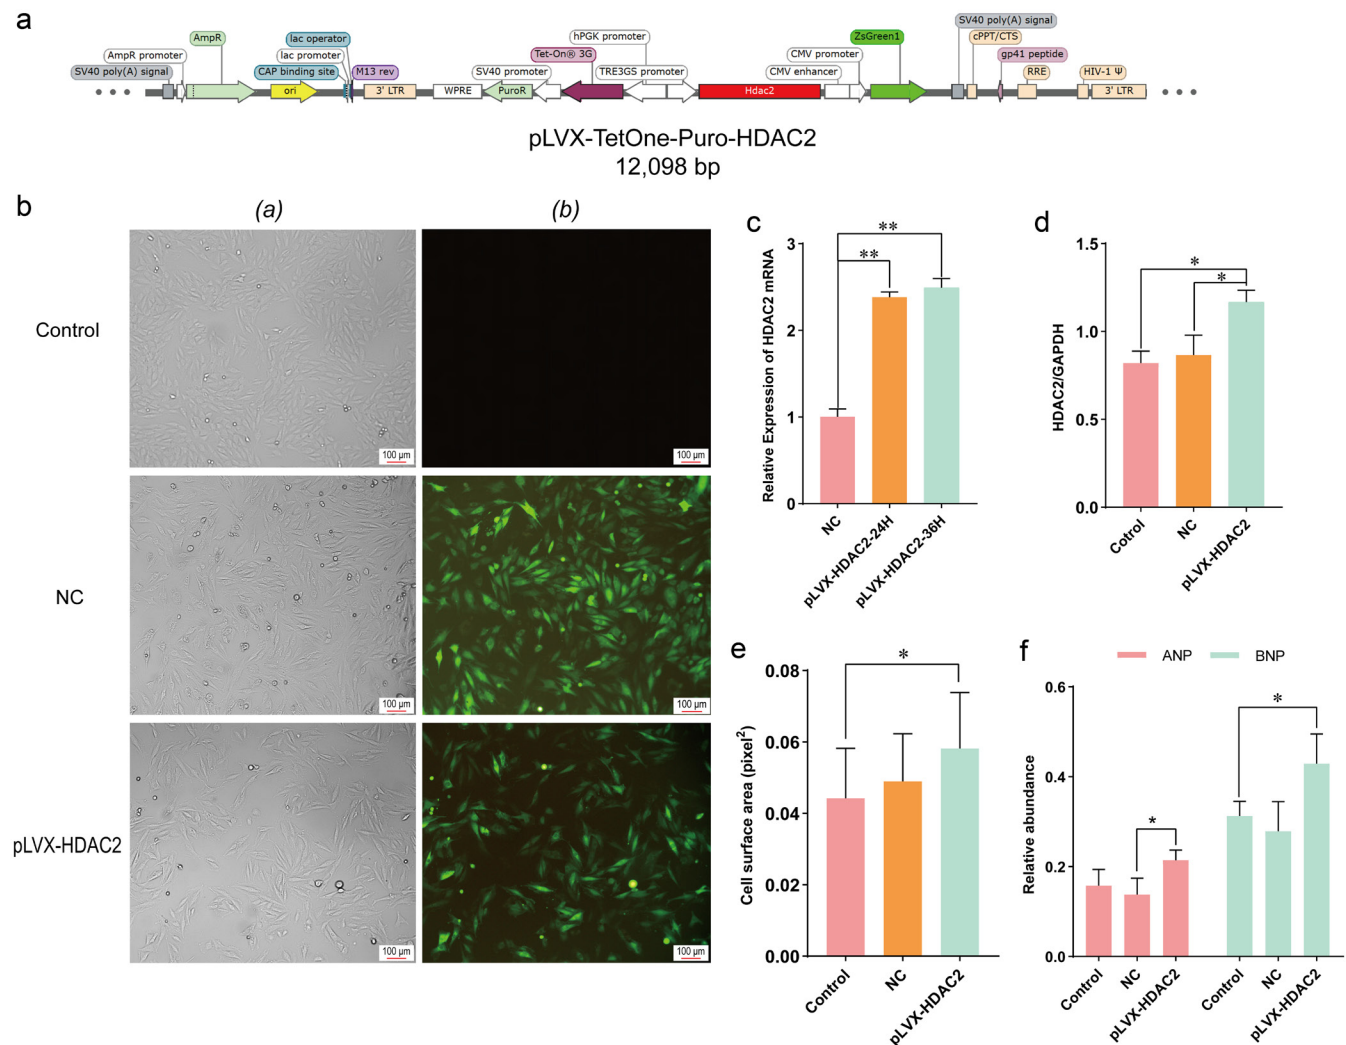 a
SV40 poly(A) signal
AmpR
lac operator
hPGK promoter
ZsGreen1
cPPT/CTS
AmpR promoter
lac promoter
Tet-On® 3G
CMV promoter
gp41 peptide
SV40 poly(A) signal
CAP binding site
M13 rev
SV40 promoter
TRE3GS promoter
CMV enhancer
RRE
HIV-1 Ψ
ori
3' LTR
WPRE
PuroR
Hdac2
3' LTR
pLVX-TetOne-Puro-HDAC2
12,098 bp
b
(a)
(b)
Control
100 µm
100 µm
NC
100 µm
100 µm
pLVX-HDAC2
100 µm
100 µm
c
Relative Expression of HDAC2 mRNA
3
2
1
0
**
**
NC
pLVX-HDAC2-24H
pLVX-HDAC2-36H
d
HDAC2/GAPDH
1.5
1.0
0.5
0.0
*
*
Cotrol
NC
pLVX-HDAC2
e
Cell surface area (pixel²)
0.08
0.06
0.04
0.02
0.00
*
Control
NC
pLVX-HDAC2
f
ANP
BNP
Relative abundance
0.6
0.4
0.2
0.0
*
*
Control
NC
pLVX-HDAC2
Control
NC
pLVX-HDAC2